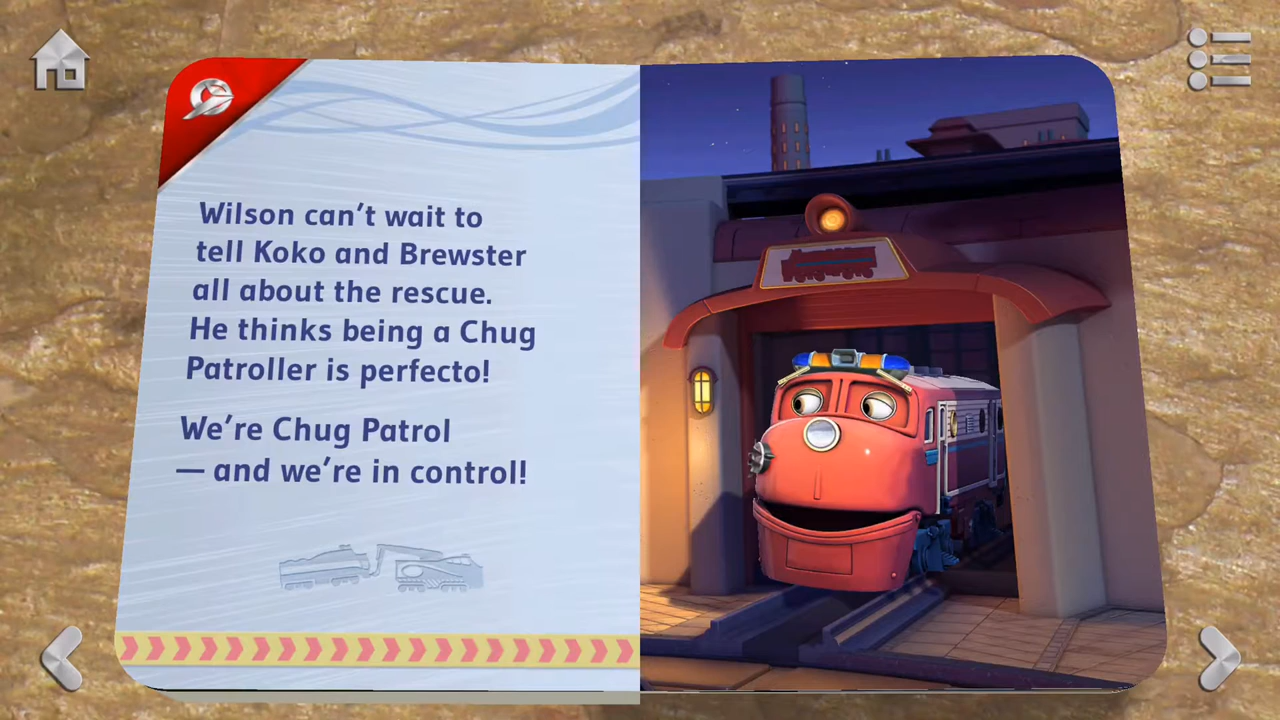 Wilson can't wait to
tell Koko and Brewster
all about the rescue.
He thinks being a Chug
Patroller is perfecto!
We're Chug Patrol
— and we're in control!